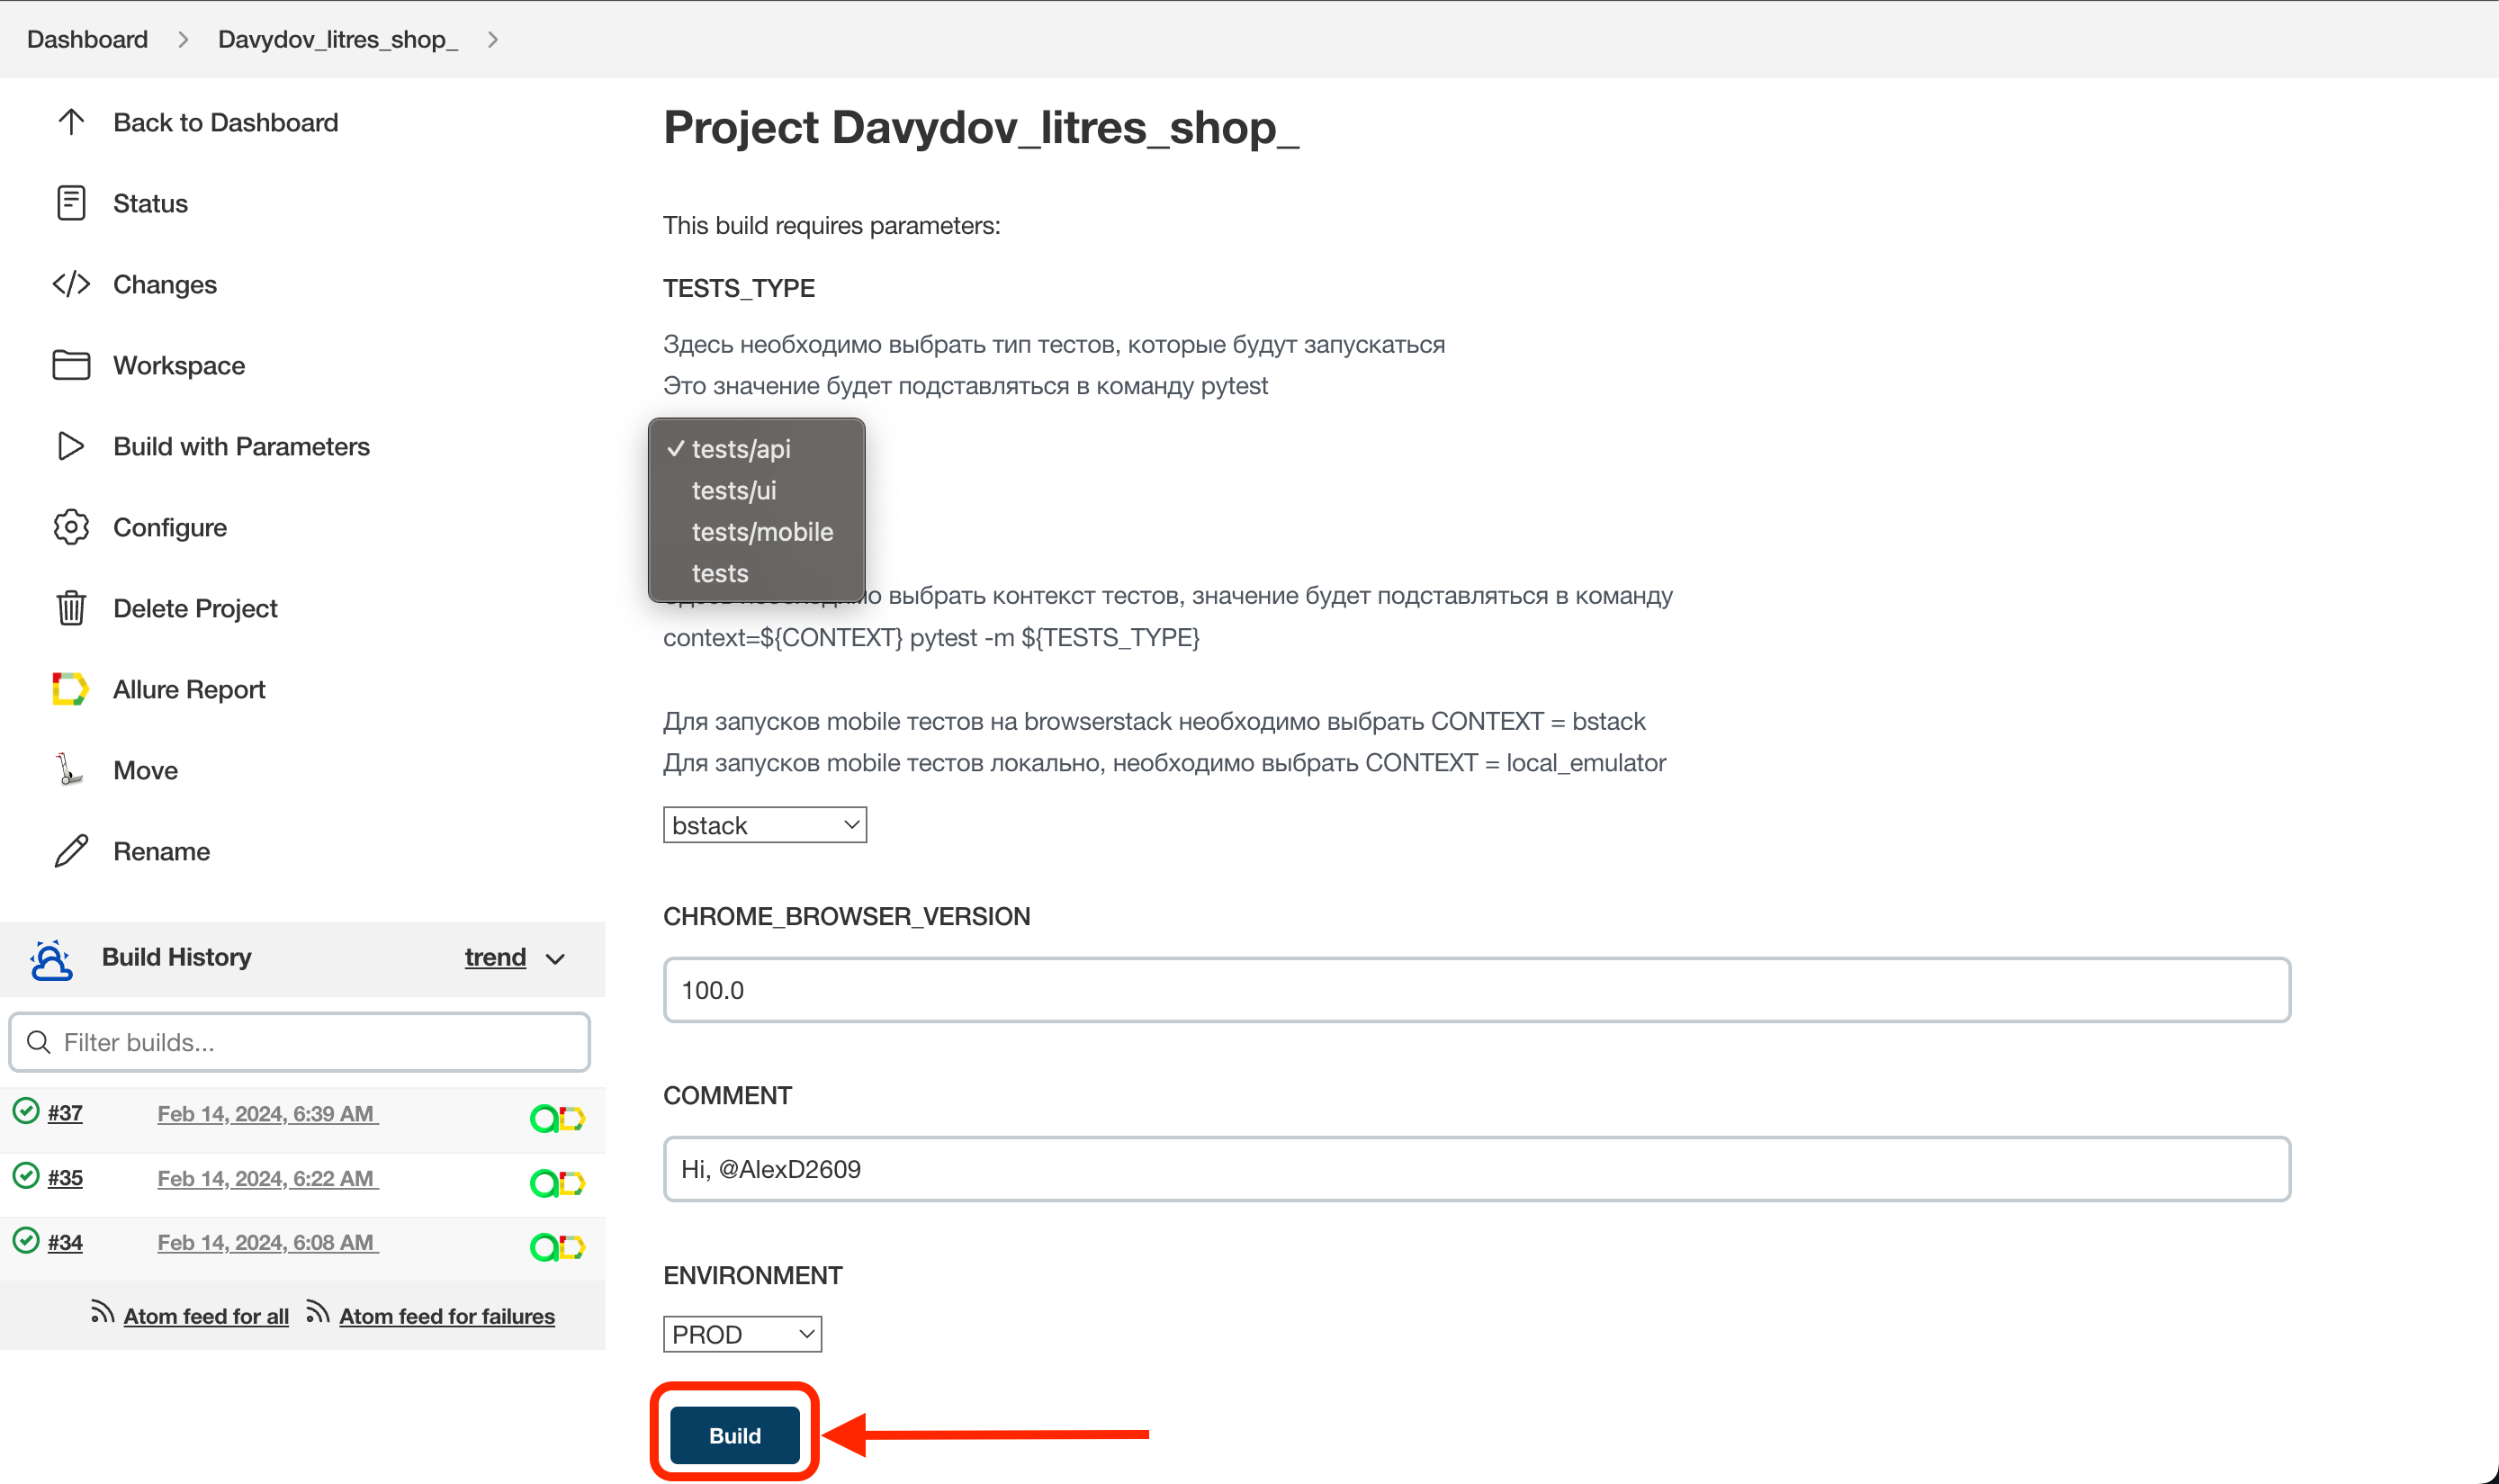 Dashboard > Davydov_litres_shop_ >
Back to Dashboard
Status
Changes
Workspace
Build with Parameters
Configure
Delete Project
Allure Report
Move
Rename
Build History trend
Filter builds...
#37 Feb 14, 2024, 6:39 AM
#35 Feb 14, 2024, 6:22 AM
#34 Feb 14, 2024, 6:08 AM
Atom feed for all Atom feed for failures
Project Davydov_litres_shop_
This build requires parameters:
TESTS_TYPE
Здесь необходимо выбрать тип тестов, которые будут запускаться
Это значение будет подставляться в команду pytest
tests/api
tests/ui
tests/mobile
tests
выбрать контекст тестов, значение будет подставляться в команду
context=${CONTEXT} pytest -m ${TESTS_TYPE}
Для запусков mobile тестов на browserstack необходимо выбрать CONTEXT = bstack
Для запусков mobile тестов локально, необходимо выбрать CONTEXT = local_emulator
bstack
CHROME_BROWSER_VERSION
100.0
COMMENT
Hi, @AlexD2609
ENVIRONMENT
PROD
Build